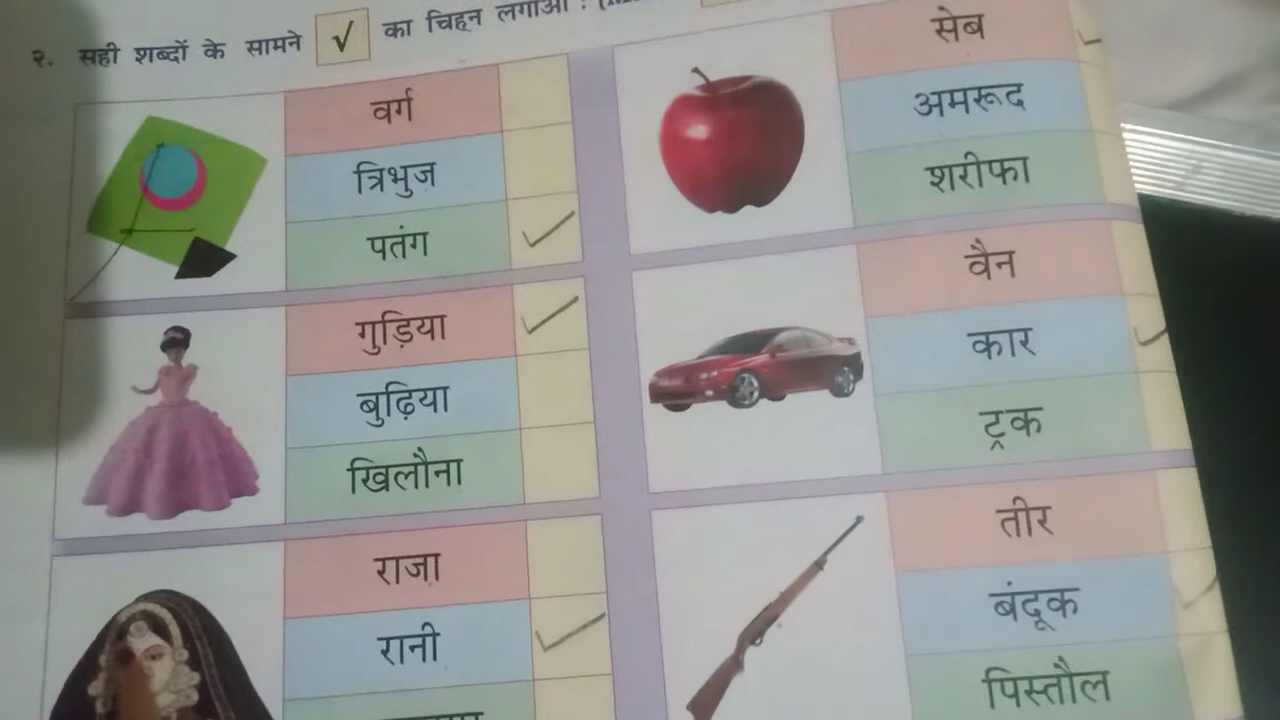 २. सही शब्दों के सामने ✓ का चिह्न लगाओ :
वर्ग
त्रिभुज
पतंग ✓
सेब ✓
अमरूद
शरीफा
गुड़िया ✓
बुढ़िया
खिलौना
वैन
कार ✓
ट्रक
राजा
रानी ✓
तीर
बंदूक ✓
पिस्तौल